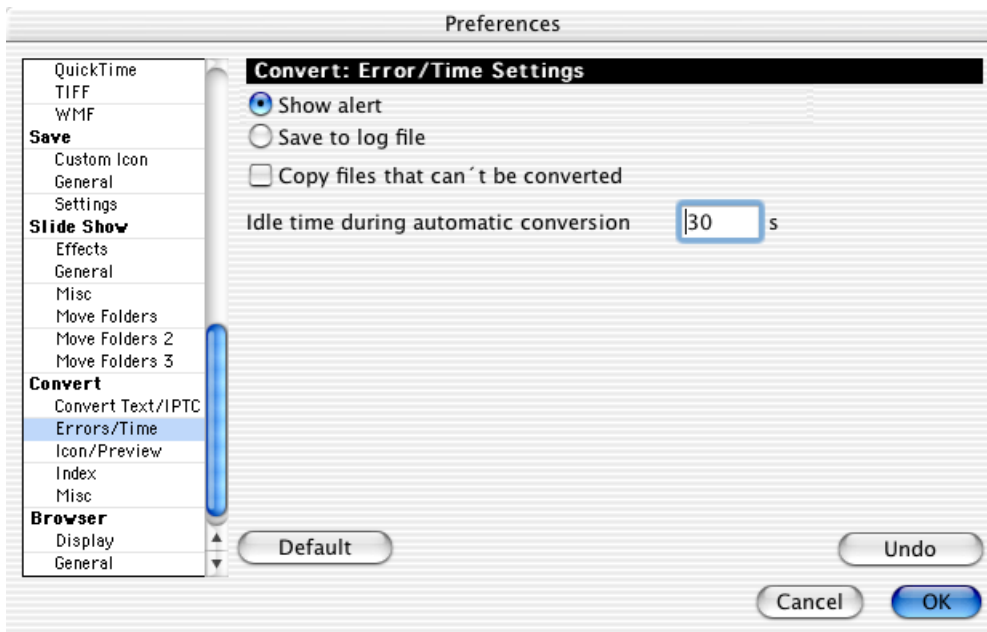 Preferences
QuickTime
TIFF
WMF
Save
Custom Icon
General
Settings
Slide Show
Effects
General
Misc
Move Folders
Move Folders 2
Move Folders 3
Convert
Convert Text/IPTC
Errors/Time
Icon/Preview
Index
Misc
Browser
Display
General
Convert: Error/Time Settings
Show alert
Save to log file
Copy files that can´t be converted
Idle time during automatic conversion 30 s
Default Undo
Cancel OK